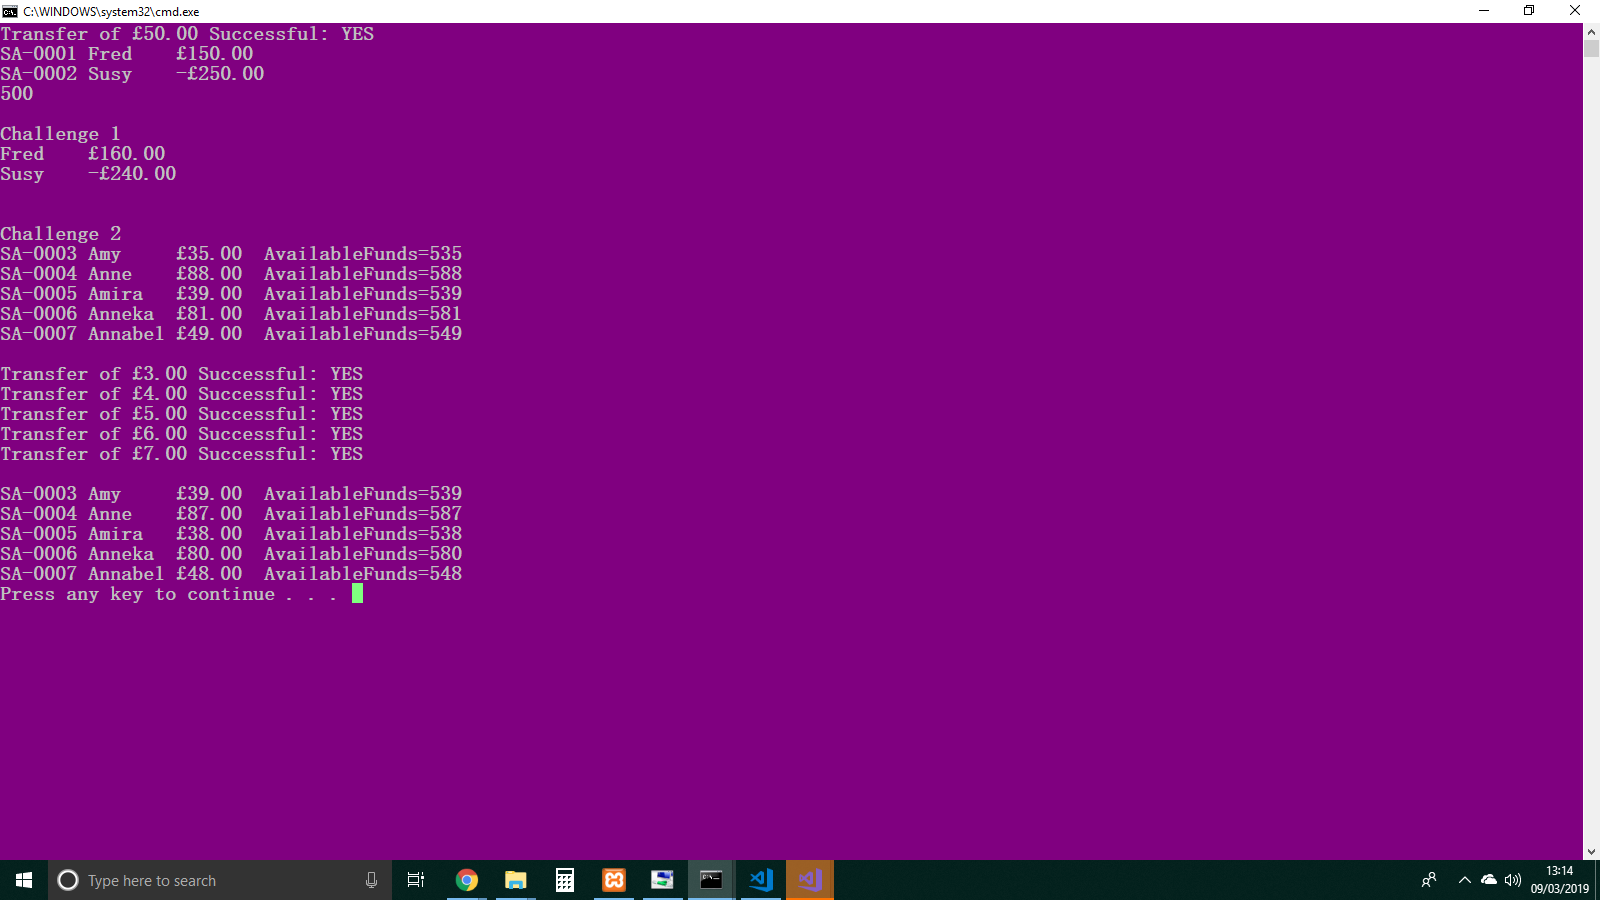 C:\WINDOWS\system32\cmd.exe
Transfer of £50.00 Successful: YES
SA-0001 Fred    £150.00
SA-0002 Susy    -£250.00
500
Challenge 1
Fred    £160.00
Susy    -£240.00
Challenge 2
SA-0003 Amy     £35.00  AvailableFunds=535
SA-0004 Anne    £88.00  AvailableFunds=588
SA-0005 Amira   £39.00  AvailableFunds=539
SA-0006 Anneka  £81.00  AvailableFunds=581
SA-0007 Annabel £49.00  AvailableFunds=549
Transfer of £3.00 Successful: YES
Transfer of £4.00 Successful: YES
Transfer of £5.00 Successful: YES
Transfer of £6.00 Successful: YES
Transfer of £7.00 Successful: YES
SA-0003 Amy     £39.00  AvailableFunds=539
SA-0004 Anne    £87.00  AvailableFunds=587
SA-0005 Amira   £38.00  AvailableFunds=538
SA-0006 Anneka  £80.00  AvailableFunds=580
SA-0007 Annabel £48.00  AvailableFunds=548
Press any key to continue . . .
Type here to search
13:14
09/03/2019